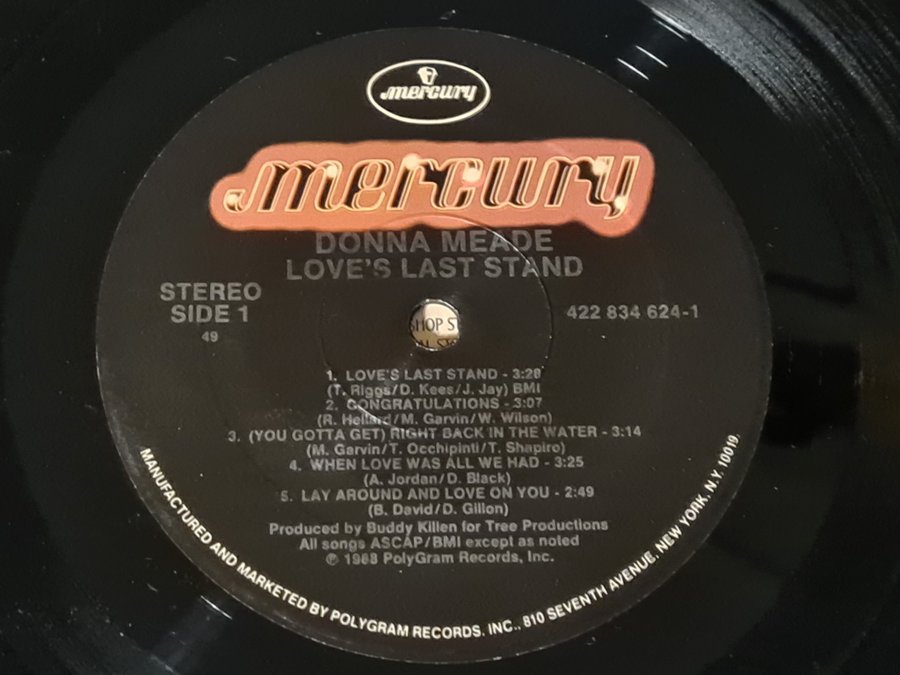 mercury
mercury
DONNA MEADE
LOVE'S LAST STAND
STEREO
SIDE 1
49
422 834 624-1
SHOP S
1. LOVE'S LAST STAND - 3:28
(T. Riggs/D. Kees/J. Jay) BMI
2. CONGRATULATIONS - 3:07
(R. Hellard/M. Garvin/W. Wilson)
3. (YOU GOTTA GET) RIGHT BACK IN THE WATER - 3:14
(M. Garvin/T. Occhipinti/T. Shapiro)
4. WHEN LOVE WAS ALL WE HAD - 3:25
(A. Jordan/D. Black)
5. LAY AROUND AND LOVE ON YOU - 2:49
(B. David/D. Gillon)
Produced by Buddy Killen for Tree Productions
All songs ASCAP/BMI except as noted
℗ 1988 PolyGram Records, Inc.
MANUFACTURED AND MARKETED BY POLYGRAM RECORDS, INC., 810 SEVENTH AVENUE, NEW YORK, N.Y. 10019